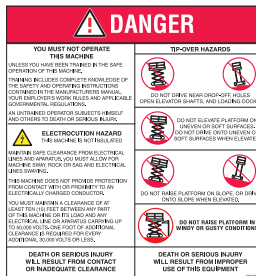 DANGER
YOU MUST NOT OPERATE
THIS MACHINE
UNLESS YOU HAVE BEEN TRAINED IN THE SAFE
OPERATION OF THIS MACHINE.
TRAINING INCLUDES COMPLETE KNOWLEDGE OF
THE SAFETY AND OPERATING INSTRUCTIONS
CONTAINED IN THE MANUFACTURERS MANUAL,
YOUR EMPLOYER'S WORK RULES AND APPLICABLE
GOVERNMENTAL REGULATIONS.
AN UNTRAINED OPERATOR SUBJECTS HIMSELF
AND OTHERS TO DEATH OR SERIOUS INJURY.
ELECTROCUTION HAZARD
THIS MACHINE IS NOT INSULATED
MAINTAIN SAFE CLEARANCE FROM ELECTRICAL
LINES AND APPARATUS, YOU MUST ALLOW FOR
MACHINE SWAY, ROCK OR SAG AND ELECTRICAL
LINES SWAYING.
THIS MACHINE DOES NOT PROVIDE PROTECTION
FROM CONTACT WITH OR PROXIMITY TO AN
ELECTRICALLY CHARGED CONDUCTOR.
YOU MUST MAINTAIN A CLEARANCE OF AT
LEAST TEN (10) FEET BETWEEN ANY PART
OF THIS MACHINE OR ITS LOAD AND ANY
ELECTRICAL LINE OR APPARATUS CARRYING UP
TO 50,000 VOLTS. ONE FOOT OF ADDITIONAL
CLEARANCE IS REQUIRED FOR EVERY
ADDITIONAL 30,000 VOLTS OR LESS.
DEATH OR SERIOUS INJURY
WILL RESULT FROM CONTACT
OR INADEQUATE CLEARANCE
TIP-OVER HAZARDS
DO NOT DRIVE NEAR DROP-OFF, HOLES
OPEN ELEVATOR SHAFTS, AND LOADING DOCK
DO NOT ELEVATE PLATFORM ON
UNEVEN OR SOFT SURFACES.
DO NOT DRIVE ONTO UNEVEN OR
SOFT SURFACES WHEN ELEVATED
DO NOT RAISE PLATFORM ON SLOPE, OR DRIVE
ONTO SLOPE WHEN ELEVATED.
DO NOT RAISE PLATFORM IN
WINDY OR GUSTY CONDITIONS
DEATH OR SERIOUS INJURY
WILL RESULT FROM IMPROPER
USE OF THIS EQUIPMENT